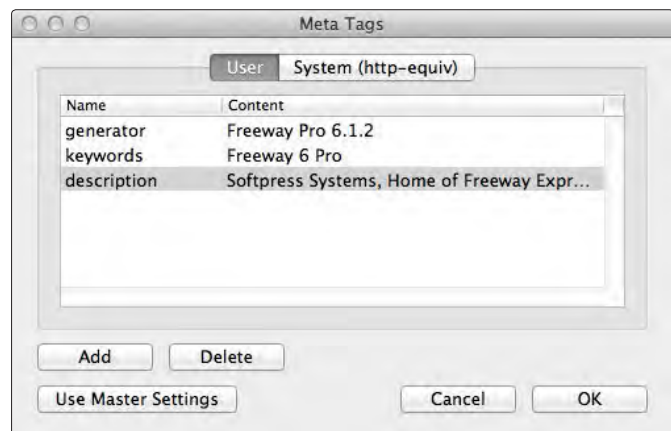 Meta Tags
User System (http-equiv)
Name Content
generator Freeway Pro 6.1.2
keywords Freeway 6 Pro
description Softpress Systems, Home of Freeway Expr...
Add Delete
Use Master Settings Cancel OK